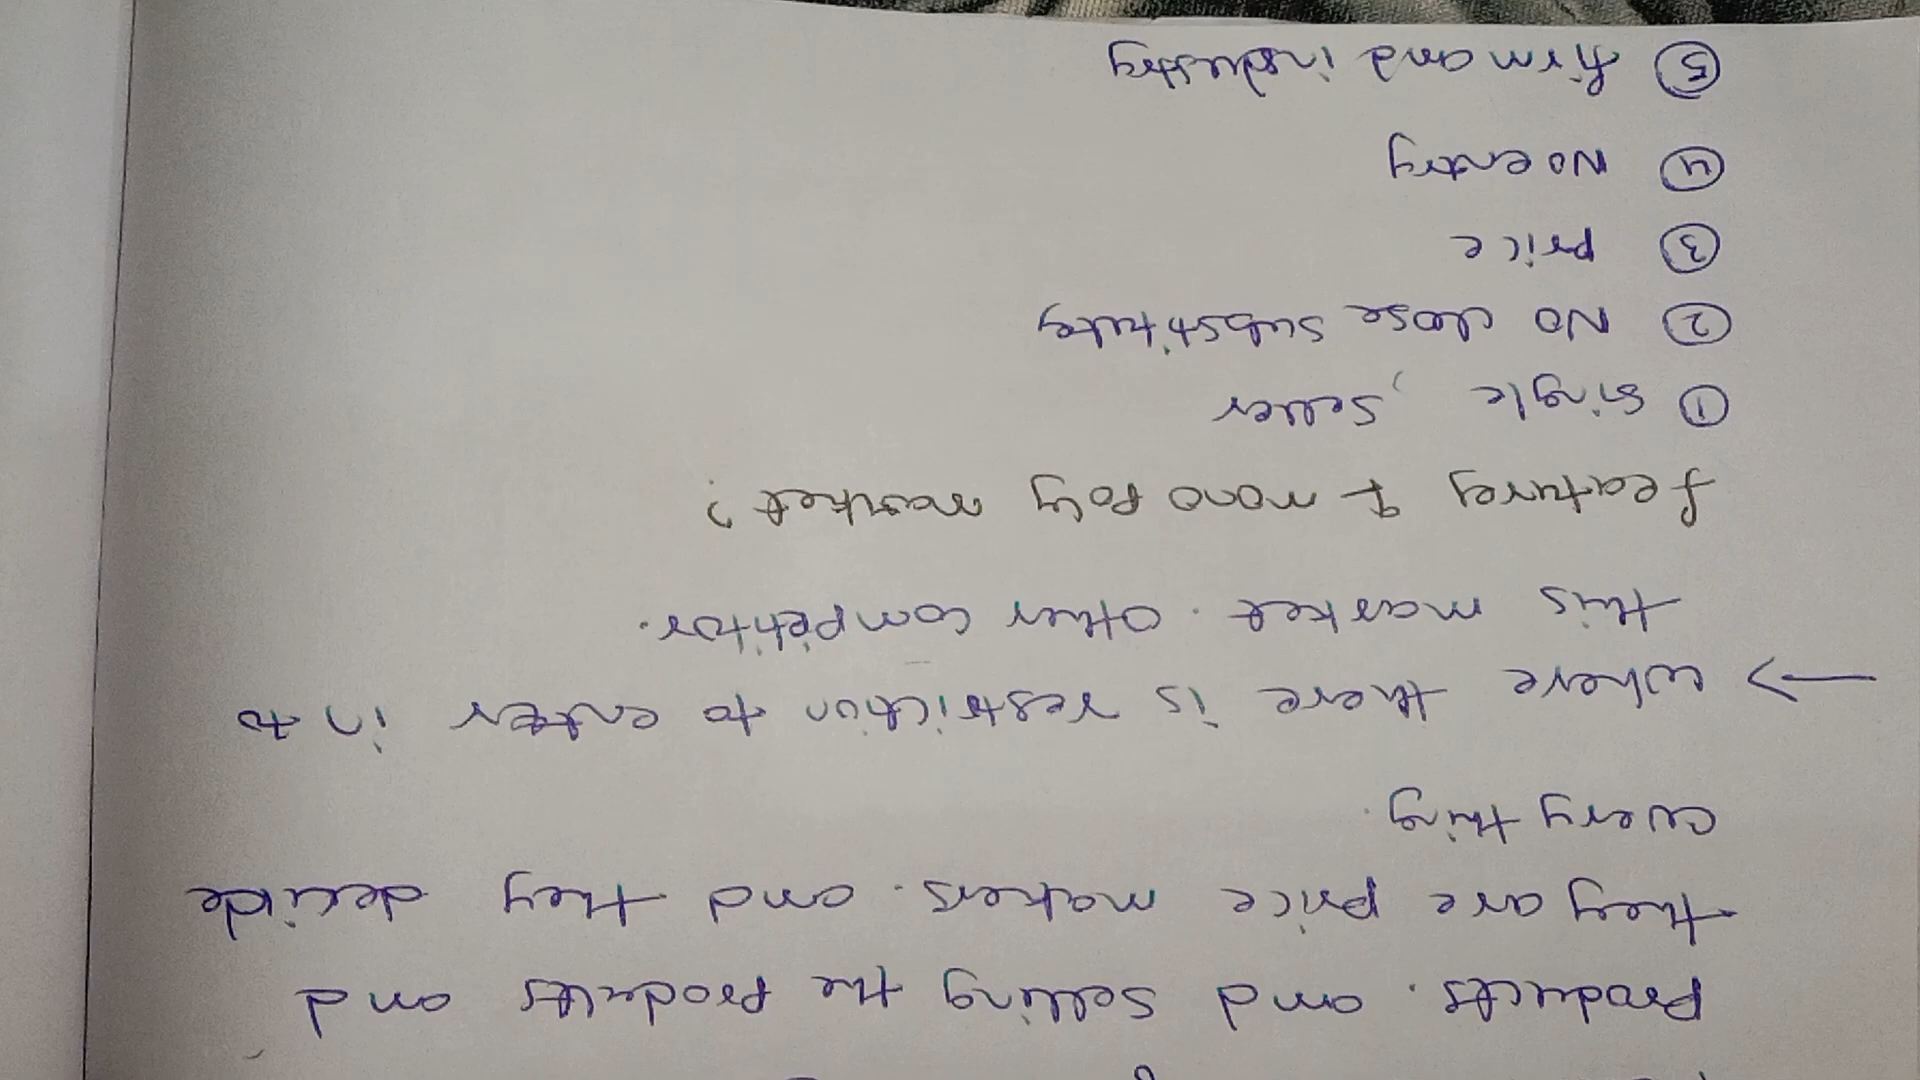 Products. and selling the products and
they are price makers. and they decide
every thing.
→ where there is restriction to enter in to
this market. other competitor.
features of mono poly market?
① single, seller
② No close substitutes
③ price
④ No entry
⑤ firm and industry